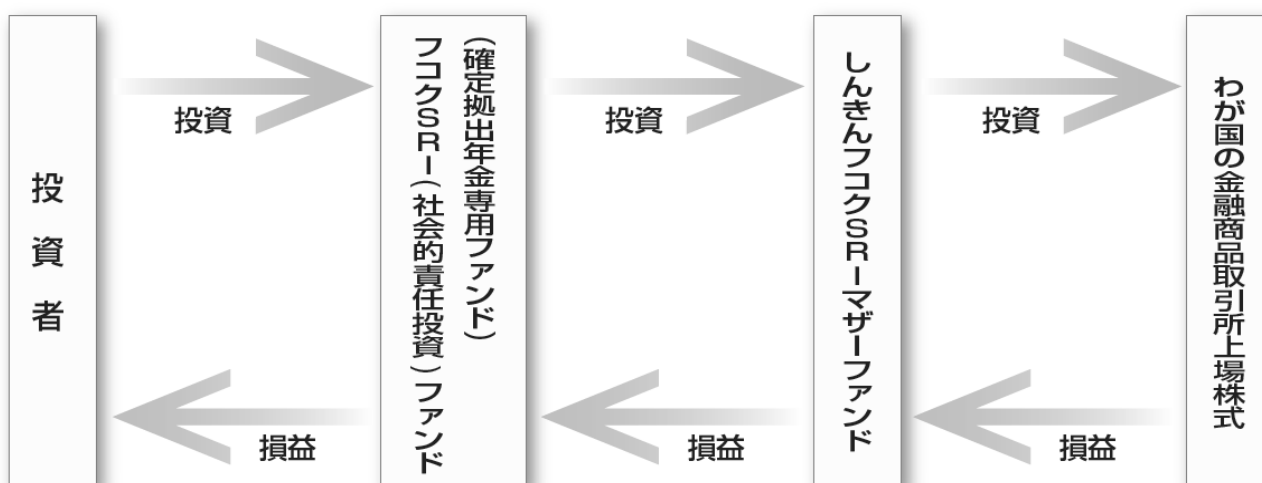 投資者
投資
損益
（確定拠出年金専用ファンド）
フコクSRI（社会的責任投資）ファンド
投資
損益
しんきんフコクSRIマザーファンド
投資
損益
わが国の金融商品取引所上場株式